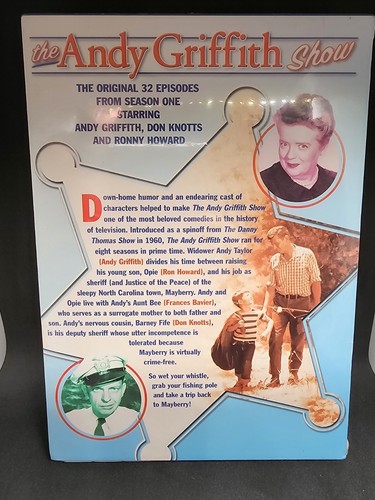 the Andy Griffith Show
THE ORIGINAL 32 EPISODES
FROM SEASON ONE
STARRING
ANDY GRIFFITH, DON KNOTTS
AND RONNY HOWARD
Down-home humor and an endearing cast of
characters helped to make The Andy Griffith Show
one of the most beloved comedies in the history
of television. Introduced as a spinoff from The Danny
Thomas Show in 1960, The Andy Griffith Show ran for
eight seasons in prime time. Widower Andy Taylor
(Andy Griffith) divides his time between raising
his young son, Opie (Ron Howard), and his job as
sheriff (and Justice of the Peace) of the
sleepy North Carolina town, Mayberry. Andy and
Opie live with Andy's Aunt Bee (Frances Bavier),
who serves as a surrogate mother to both father and
son. Andy's nervous cousin, Barney Fife (Don Knotts),
is his deputy sheriff whose utter incompetence is
tolerated because
Mayberry is virtually
crime-free.
So wet your whistle,
grab your fishing pole
and take a trip back
to Mayberry!